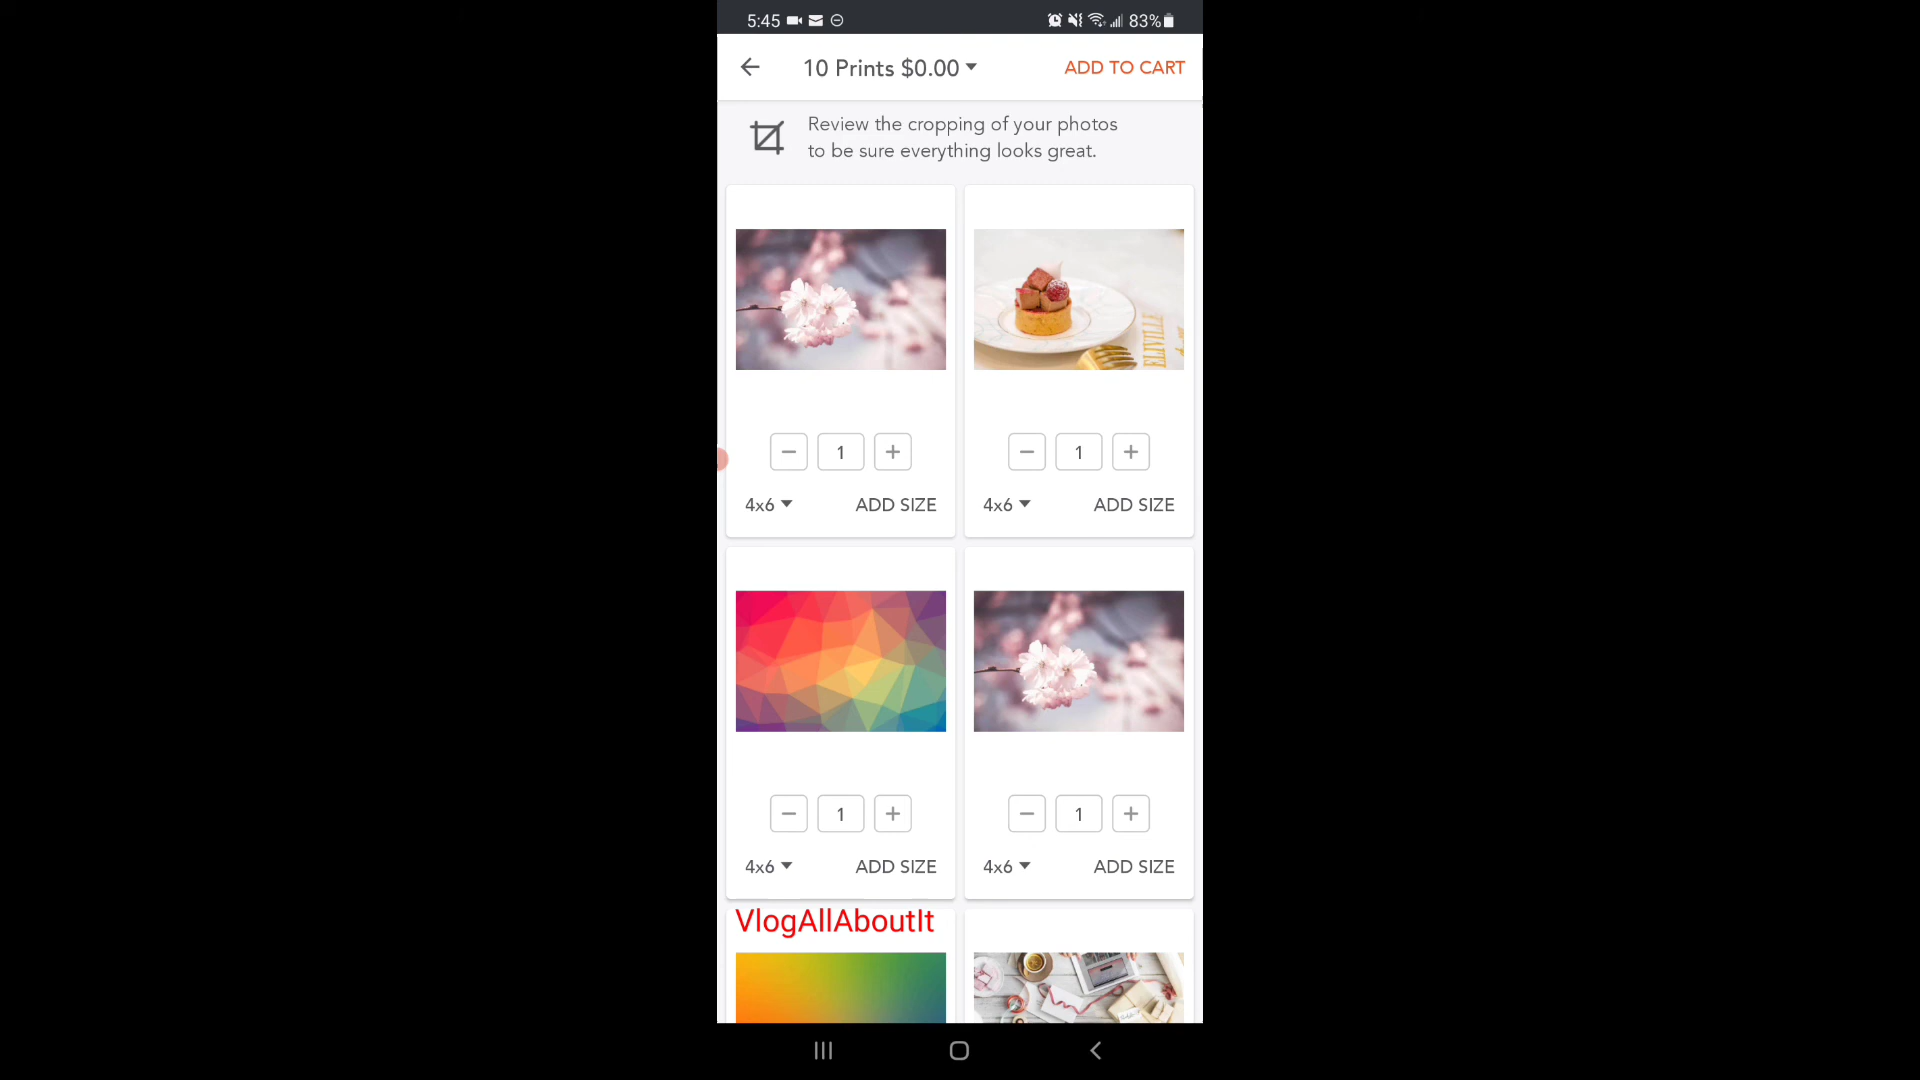 5:45 83%
10 Prints $0.00 ADD TO CART
Review the cropping of your photos
to be sure everything looks great.
ELIVILLE
1 1
4x6 ADD SIZE 4x6 ADD SIZE
1 1
4x6 ADD SIZE 4x6 ADD SIZE
VlogAllAboutIt